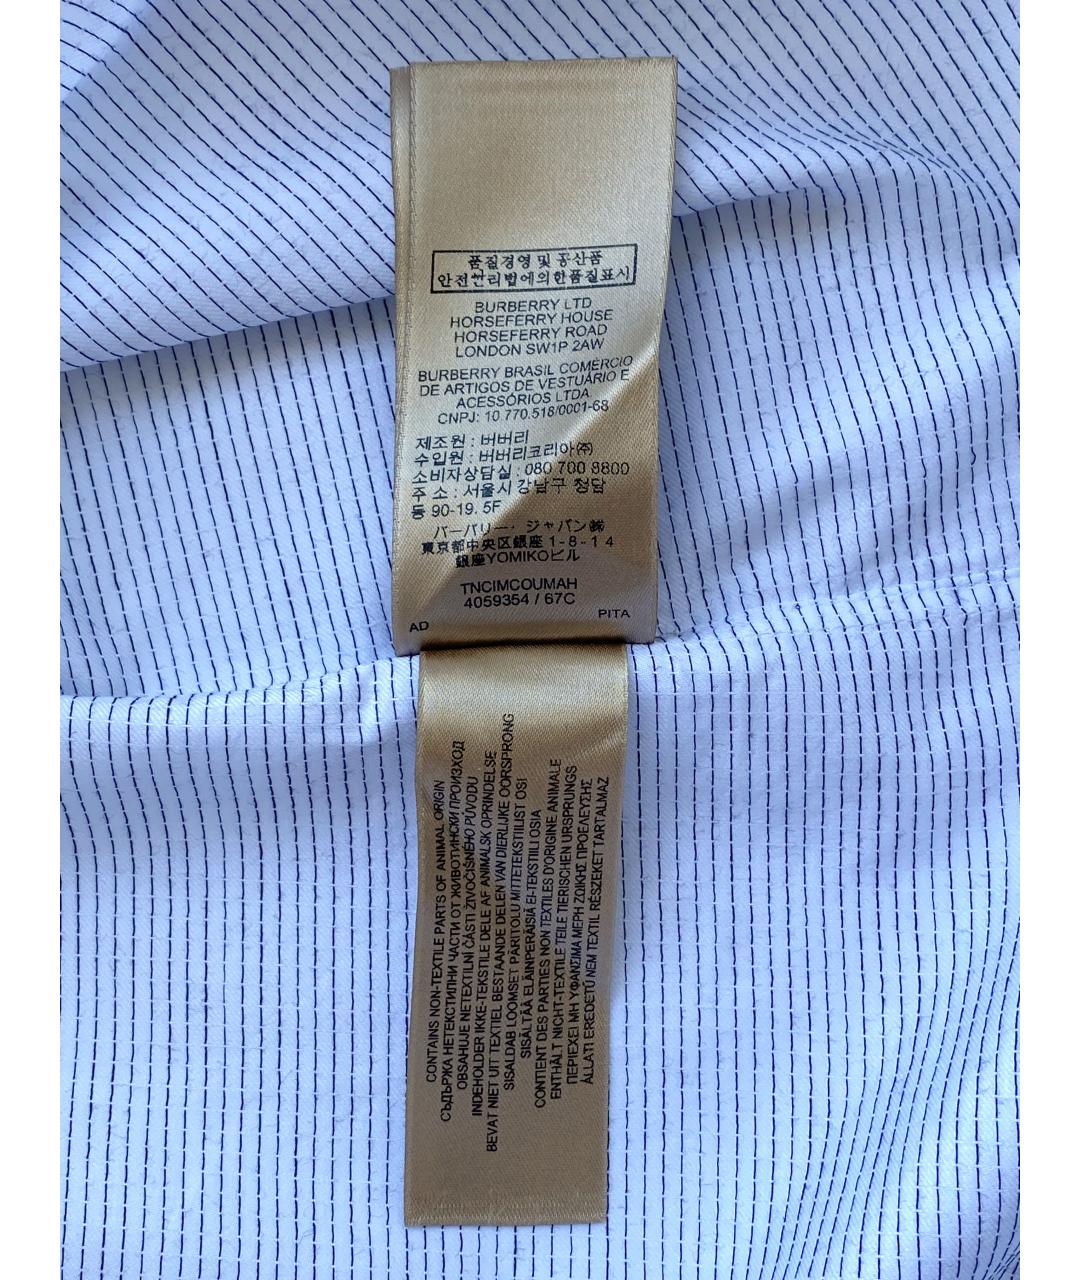 품질경영 및 공산품
안전관리법에의한품질표시
BURBERRY LTD
HORSEFERRY HOUSE
HORSEFERRY ROAD
LONDON SW1P 2AW
BURBERRY BRASIL COMÉRCIO
DE ARTIGOS DE VESTUÁRIO E
ACESSÓRIOS LTDA
CNPJ: 10.770.518/0001-68
제조원 : 버버리
수입원 : 버버리코리아㈜
소비자상담실 : 080 700 8800
주 소 : 서울시 강남구 청담
동 90-19. 5F
バーバリー・ジャパン㈱
東京都中央区銀座 1-8-14
銀座YOMIKOビル
TNCIMCOUMAH
4059354 / 67C
AD PITA
CONTAINS NON-TEXTILE PARTS OF ANIMAL ORIGIN
СЪДЪРЖА НЕТЕКСТИЛНИ ЧАСТИ ОТ ЖИВОТИНСКИ ПРОИЗХОД
OBSAHUJE NETEXTILNÍ ČÁSTI ŽIVOČIŠNÉHO PŮVODU
INDEHOLDER IKKE-TEKSTILE DELE AF ANIMALSK OPRINDELSE
BEVAT NIET UIT TEXTIEL BESTAANDE DELEN VAN DIERLIJKE OORSPRONG
SISALDAB LOOMSET PÄRITOLU MITTETEKSTIILIST OSI
SISÄLTÄÄ ELÄINPERÄISIÄ EI-TEKSTIILI OSIA
CONTIENT DES PARTIES NON TEXTILES D'ORIGINE ANIMALE
ENTHÄLT NICHT-TEXTILE TEILE TIERISCHEN URSPRUNGS
ΠΕΡΙΕΧΕΙ ΜΗ ΥΦΑΝΣΙΜΑ ΜΕΡΗ ΖΩΙΚΗΣ ΠΡΟΕΛΕΥΣΗΣ
ÁLLATI EREDETŰ NEM TEXTIL RÉSZEKET TARTALMAZ